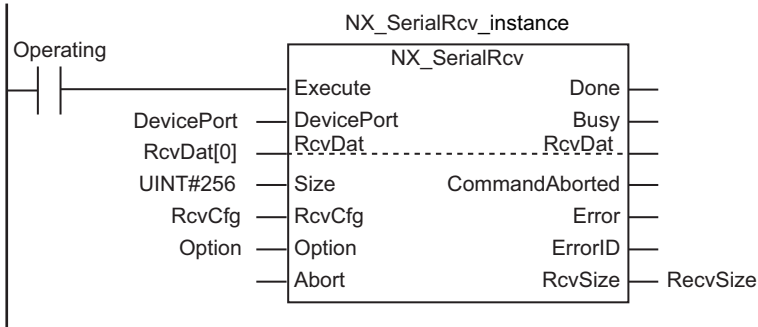 NX_SerialRcv_instance
Operating
NX_SerialRcv
Execute Done
DevicePort DevicePort Busy
RcvDat[0] RcvDat RcvDat
UINT#256 Size CommandAborted
RcvCfg RcvCfg Error
Option Option ErrorID
Abort RcvSize RecvSize